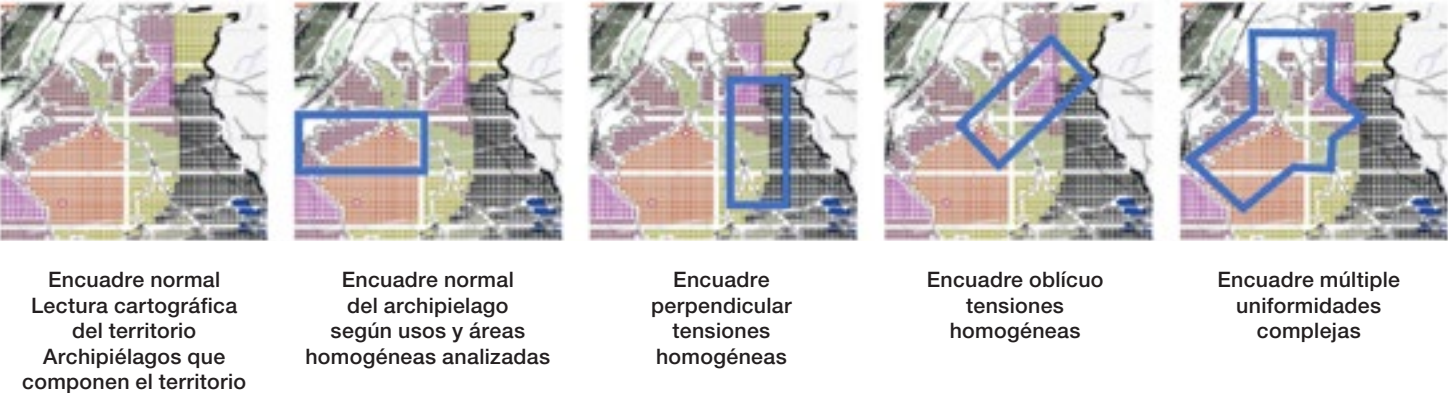 Encuadre normal
Lectura cartográfica
del territorio
Archipiélagos que
componen el territorio
Encuadre normal
del archipielago
según usos y áreas
homogéneas analizadas
Encuadre
perpendicular
tensiones
homogéneas
Encuadre oblícuo
tensiones
homogéneas
Encuadre múltiple
uniformidades
complejas